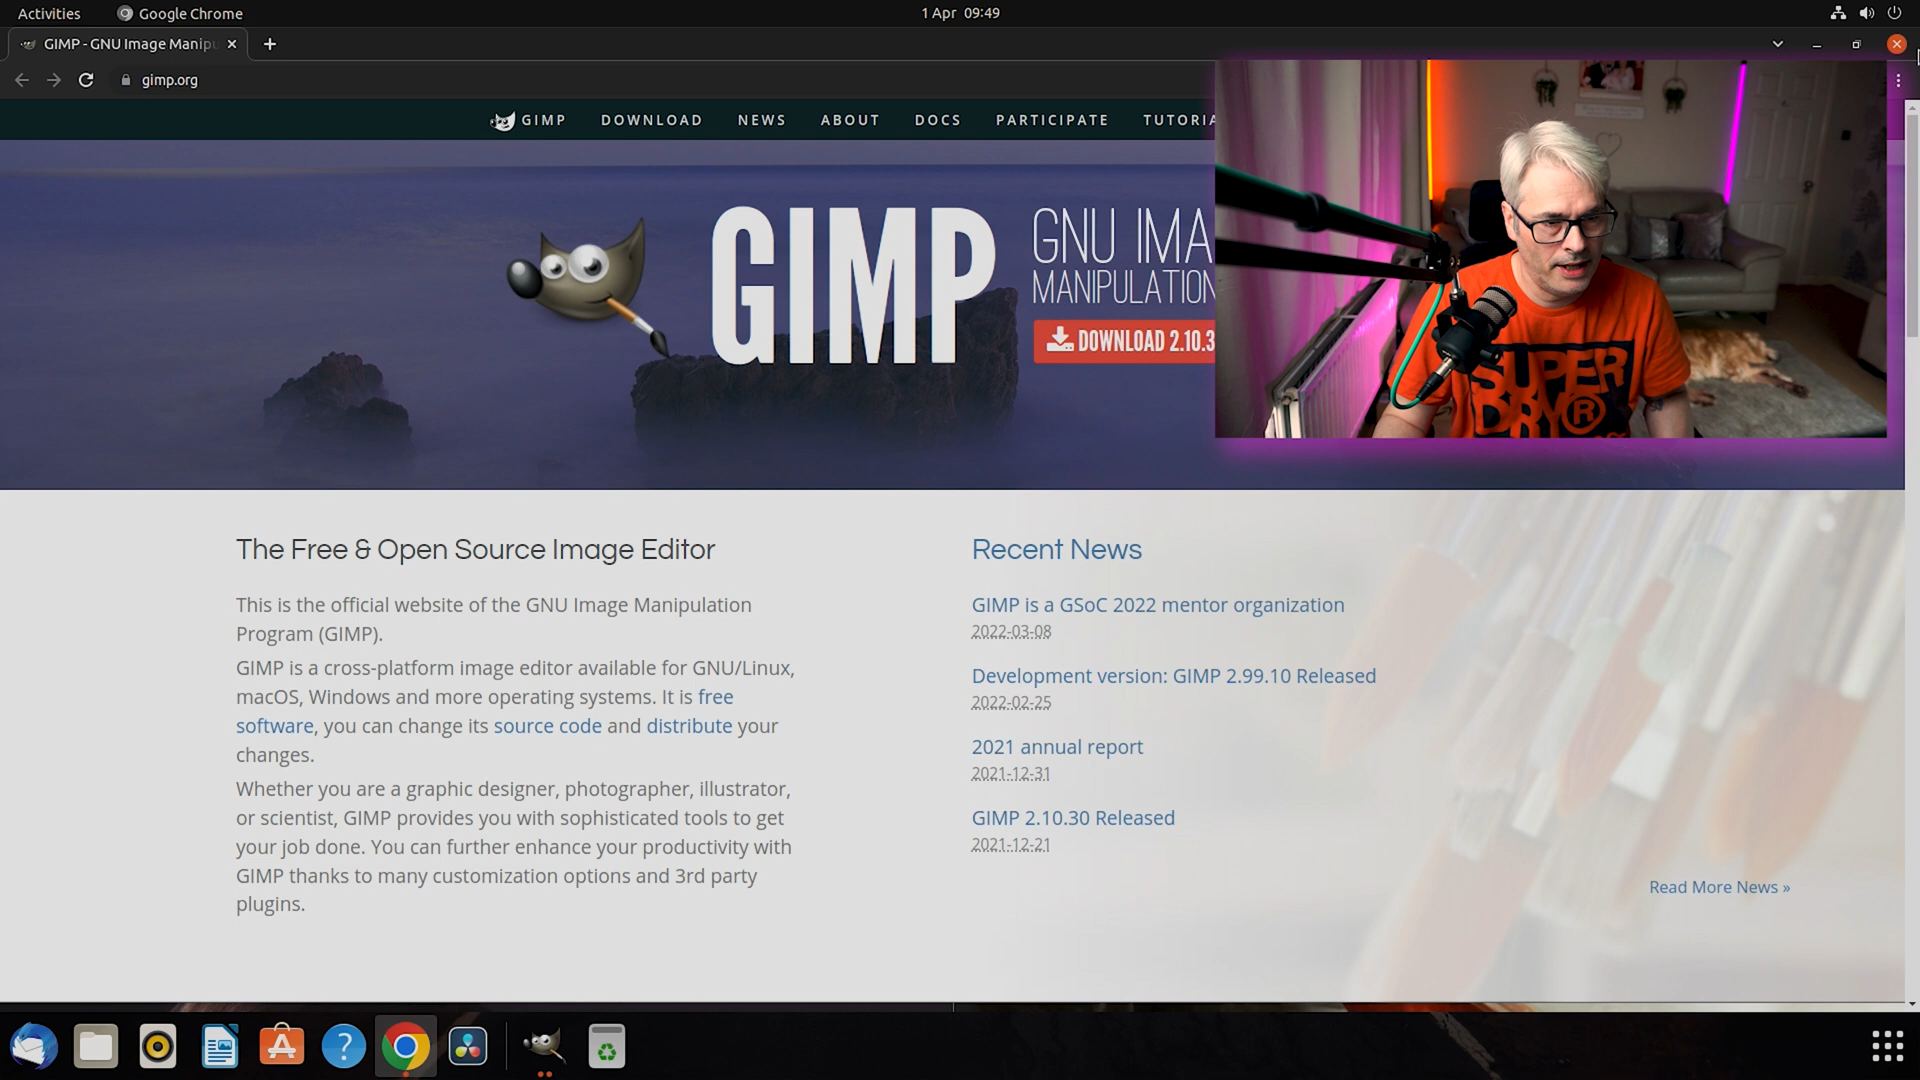 Activities
Google Chrome
1 Apr 09:49
GIMP - GNU Image Manipu
gimp.org
GIMP
DOWNLOAD
NEWS
ABOUT
DOCS
PARTICIPATE
TUTORIA
GIMP
GNU IMA
MANIPULATION
DOWNLOAD 2.10.3
SUPER
DRY®
The Free & Open Source Image Editor
This is the official website of the GNU Image Manipulation
Program (GIMP).
GIMP is a cross-platform image editor available for GNU/Linux,
macOS, Windows and more operating systems. It is free
software, you can change its source code and distribute your
changes.
Whether you are a graphic designer, photographer, illustrator,
or scientist, GIMP provides you with sophisticated tools to get
your job done. You can further enhance your productivity with
GIMP thanks to many customization options and 3rd party
plugins.
Recent News
GIMP is a GSoC 2022 mentor organization
2022-03-08
Development version: GIMP 2.99.10 Released
2022-02-25
2021 annual report
2021-12-31
GIMP 2.10.30 Released
2021-12-21
Read More News »